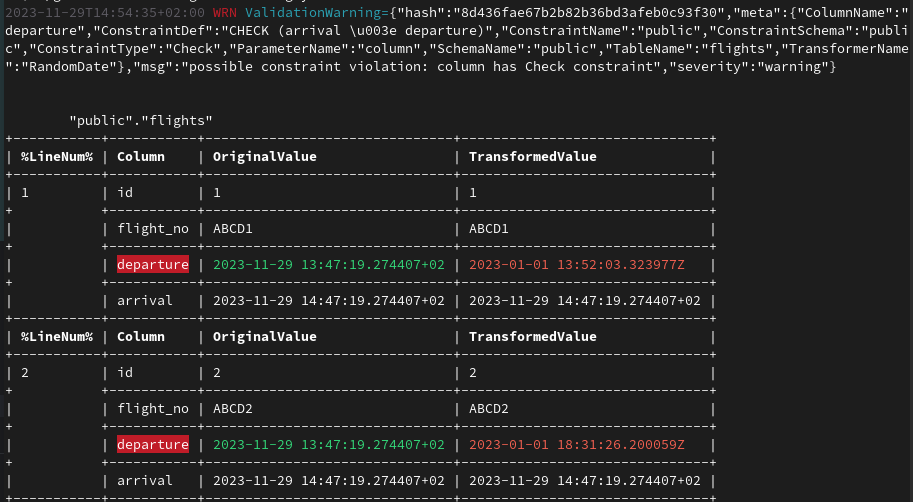 2023-11-29T14:54:35+02:00 WRN ValidationWarning={"hash":"8d436fae67b2b82b36bd3afeb0c93f30","meta":{"ColumnName":"
departure","ConstraintDef":"CHECK (arrival \u003e departure)","ConstraintName":"public","ConstraintSchema":"publi
c","ConstraintType":"Check","ParameterName":"column","SchemaName":"public","TableName":"flights","TransformerName
":"RandomDate"},"msg":"possible constraint violation: column has Check constraint","severity":"warning"}
"public"."flights"
%LineNum% | Column | OriginalValue | TransformedValue
1 | id | 1 | 1
flight_no | ABCD1 | ABCD1
departure | 2023-11-29 13:47:19.274407+02 | 2023-01-01 13:52:03.323977Z
arrival | 2023-11-29 14:47:19.274407+02 | 2023-11-29 14:47:19.274407+02
%LineNum% | Column | OriginalValue | TransformedValue
2 | id | 2 | 2
flight_no | ABCD2 | ABCD2
departure | 2023-11-29 13:47:19.274407+02 | 2023-01-01 18:31:26.200059Z
arrival | 2023-11-29 14:47:19.274407+02 | 2023-11-29 14:47:19.274407+02